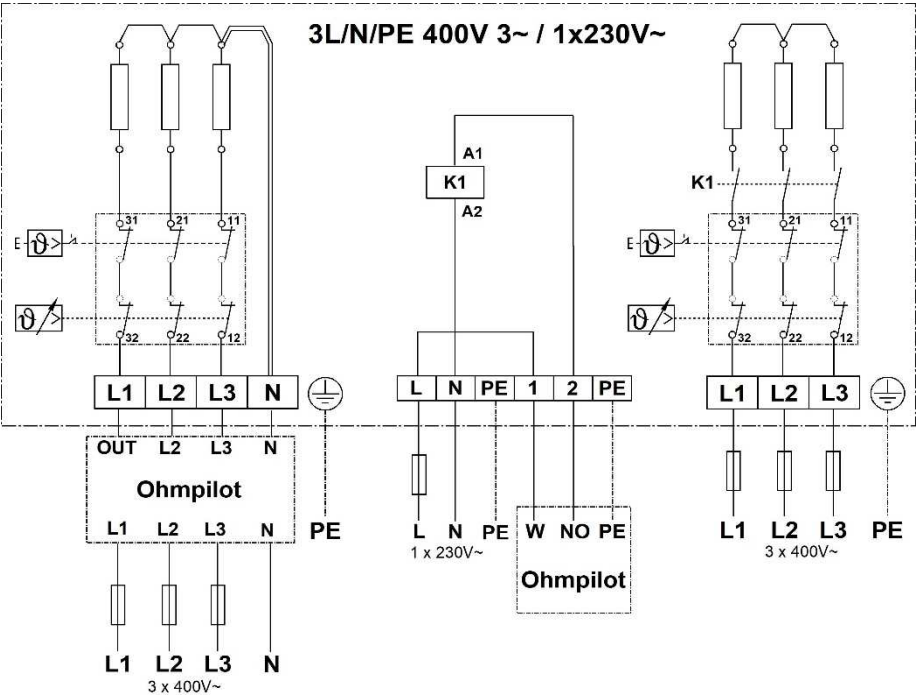 3L/N/PE 400V 3~ / 1x230V~
A1
K1
A2
K1
31 21 11
31 21 11
E ϑ>
E ϑ>
ϑ >
ϑ >
32 22 12
32 22 12
L1 L2 L3 N
L N PE 1 2 PE
L1 L2 L3
OUT L2 L3 N
Ohmpilot
L1 L2 L3 N
PE
L N PE
1 x 230V~
W NO PE
Ohmpilot
L1 L2 L3 PE
3 x 400V~
L1 L2 L3 N
3 x 400V~